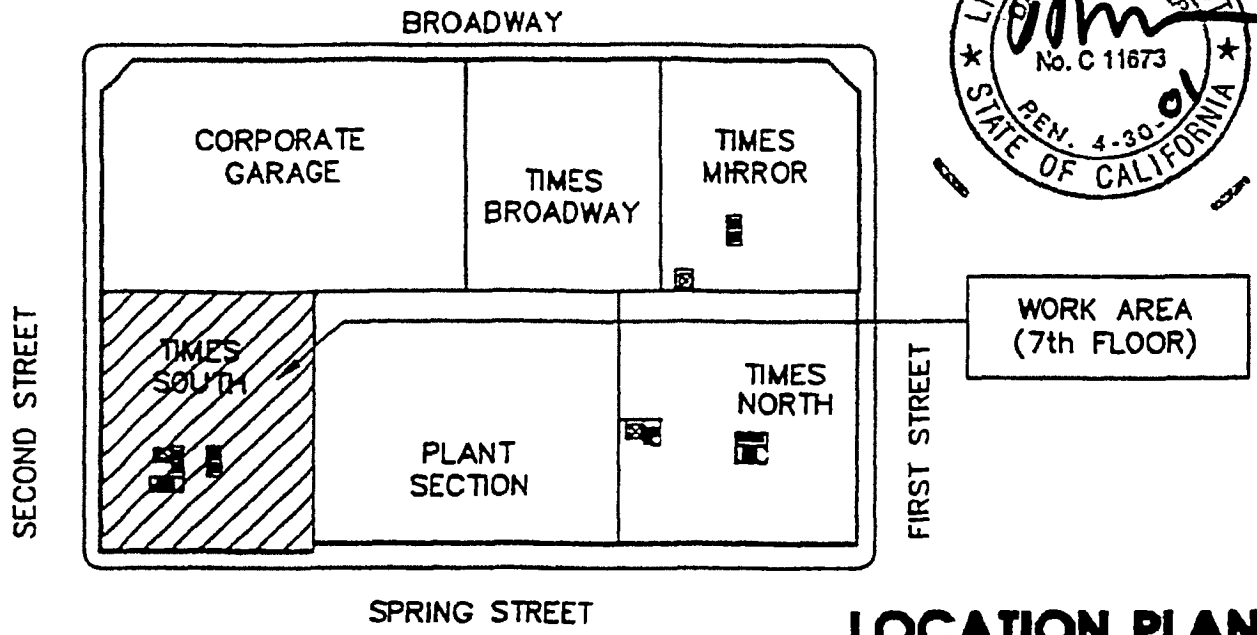 BROADWAY
No. C 11673
REN. 4-30-01
STATE OF CALIFORNIA
CORPORATE
GARAGE
TIMES
BROADWAY
TIMES
MIRROR
WORK AREA
(7th FLOOR)
SECOND STREET
TIMES
SOUTH
PLANT
SECTION
TIMES
NORTH
FIRST STREET
SPRING STREET
LOCATION PLAN